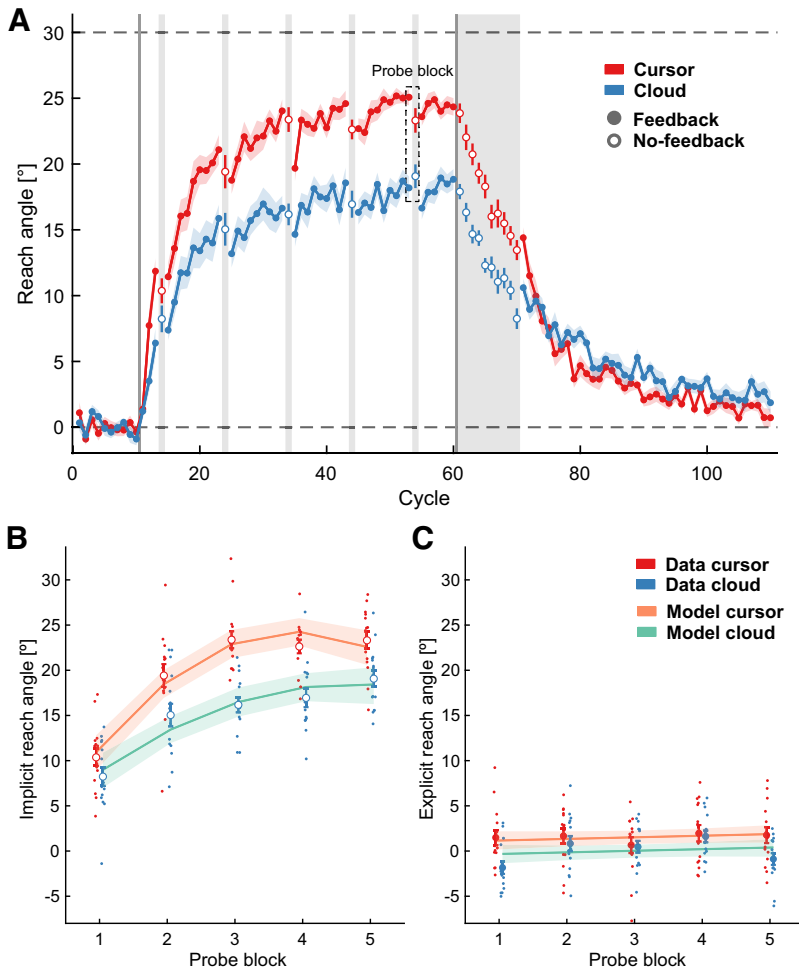 A
30
25
20
15
10
5
0
Reach angle [°]
Probe block
Cursor
Cloud
Feedback
No-feedback
0
20
40
60
80
100
Cycle
B
30
25
20
15
10
5
0
-5
Implicit reach angle [º]
1
2
3
4
5
Probe block
C
30
25
20
15
10
5
0
-5
Explicit reach angle [º]
Data cursor
Data cloud
Model cursor
Model cloud
1
2
3
4
5
Probe block